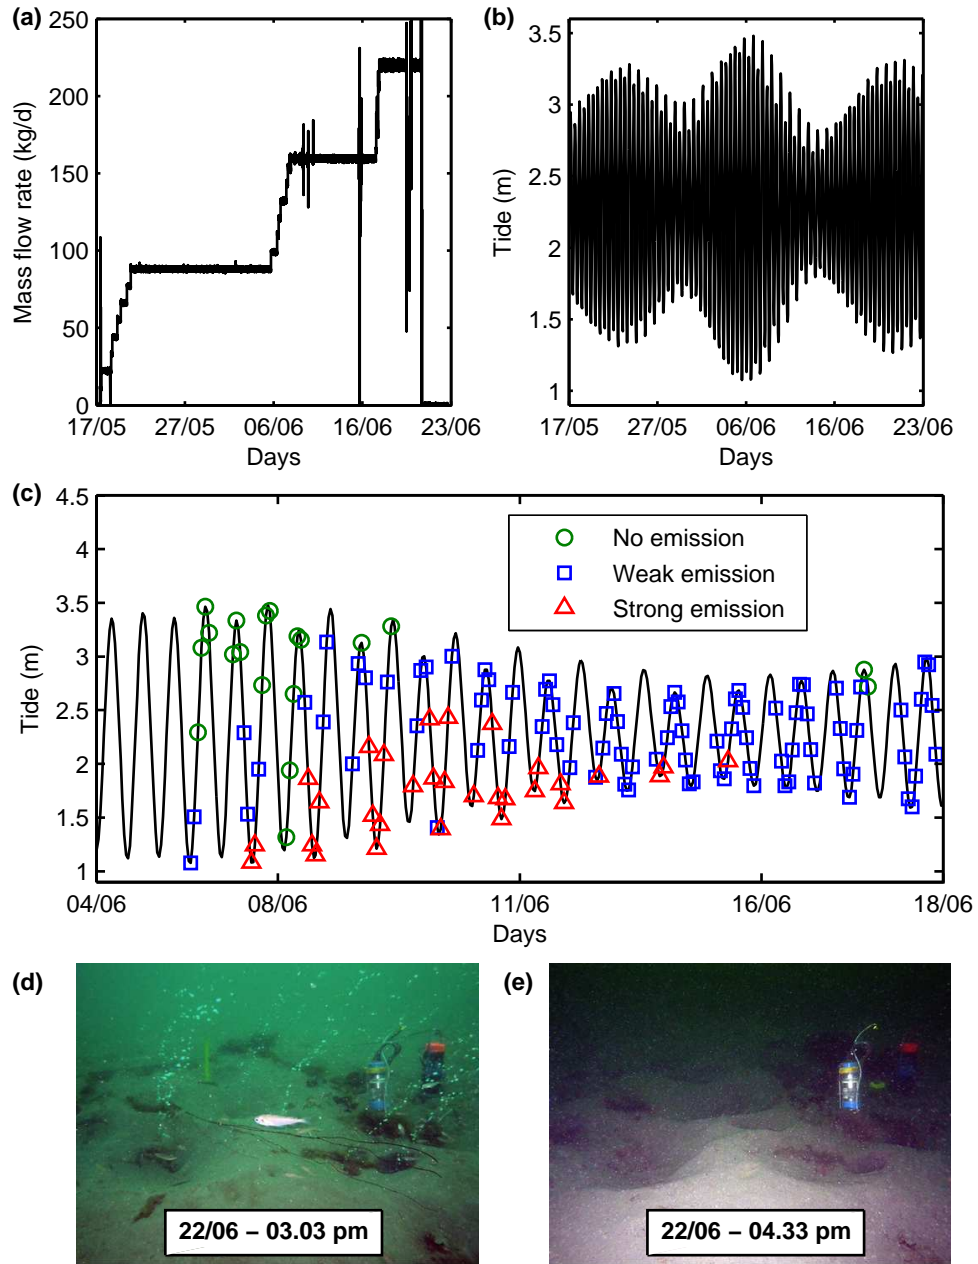 (a)
250
200
150
100
50
0
Mass flow rate (kg/d)
17/05 27/05 06/06 16/06 23/06
Days
(b)
3.5
3
2.5
2
1.5
1
Tide (m)
17/05 27/05 06/06 16/06 23/06
Days
(c)
4.5
4
3.5
3
2.5
2
1.5
1
Tide (m)
No emission
Weak emission
Strong emission
04/06 08/06 11/06 16/06 18/06
Days
(d)
22/06 – 03.03 pm
(e)
22/06 – 04.33 pm